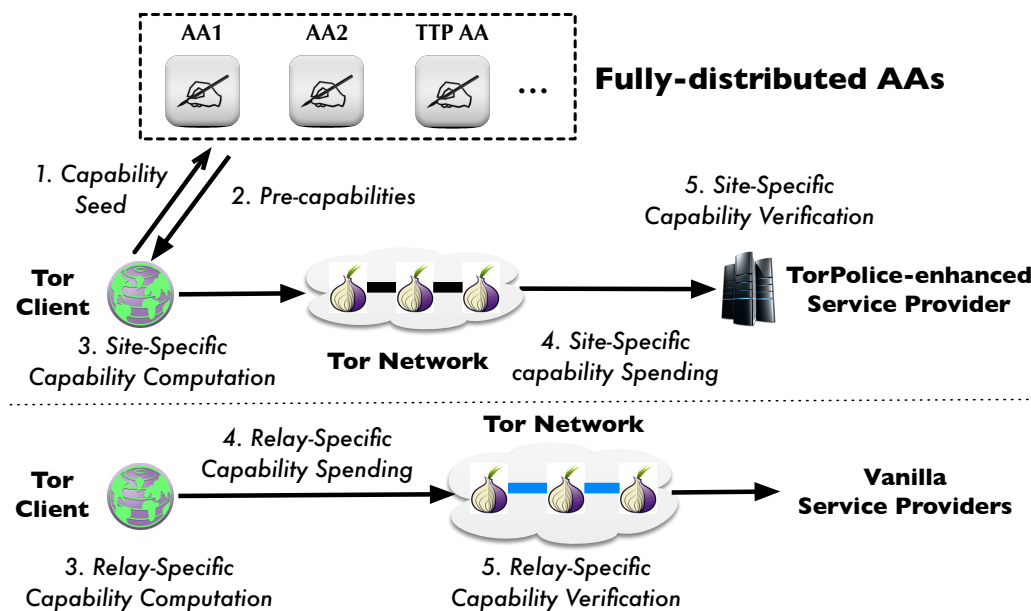 AA1 AA2 TTP AA
...
Fully-distributed AAs
1. Capability
Seed
2. Pre-capabilities
5. Site-Specific
Capability Verification
Tor
Client
TorPolice-enhanced
Service Provider
3. Site-Specific
Capability Computation
Tor Network
4. Site-Specific
capability Spending
Tor Network
4. Relay-Specific
Capability Spending
Tor
Client
Vanilla
Service Providers
3. Relay-Specific
Capability Computation
5. Relay-Specific
Capability Verification